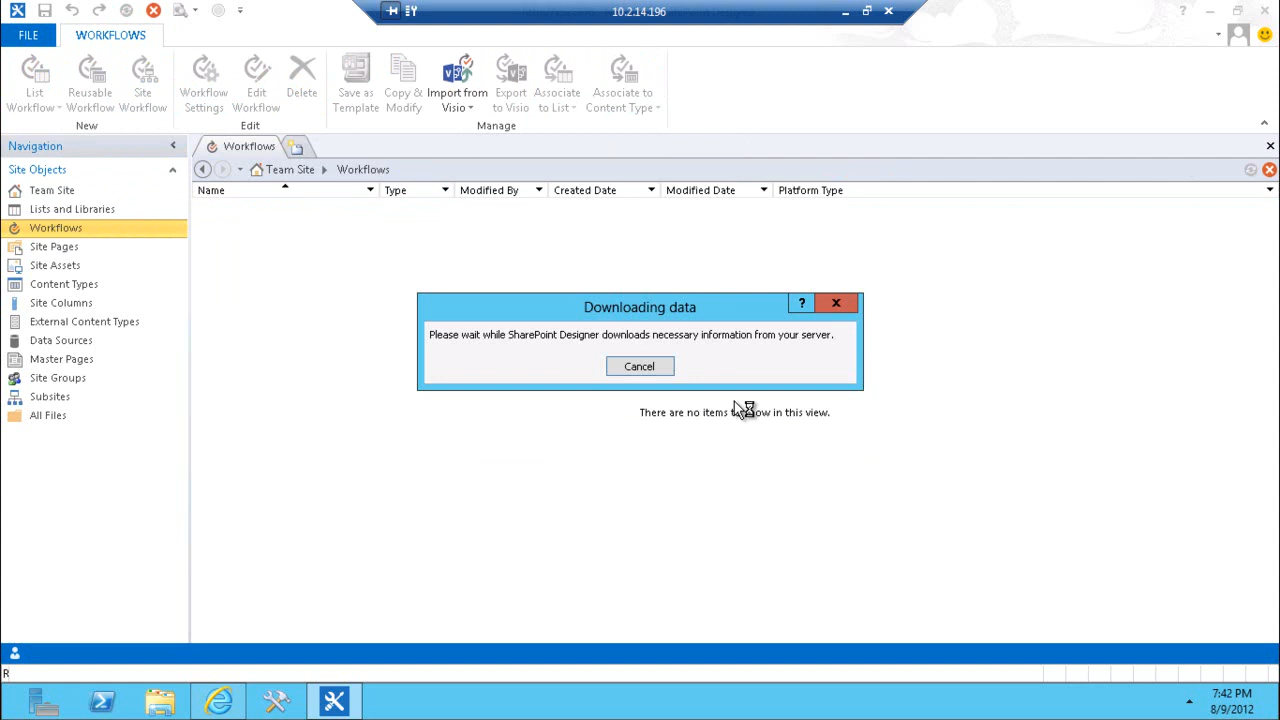 10.2.14.196
FILE
WORKFLOWS
List Workflow
Reusable Workflow
Site Workflow
New
Workflow Settings
Edit Workflow
Delete
Edit
Save as Template
Copy & Modify
Import from Visio
Export to Visio
Associate to List
Associate to Content Type
Manage
Navigation
Site Objects
Team Site
Lists and Libraries
Workflows
Site Pages
Site Assets
Content Types
Site Columns
External Content Types
Data Sources
Master Pages
Site Groups
Subsites
All Files
Workflows
Team Site
Workflows
Name
Type
Modified By
Created Date
Modified Date
Platform Type
Downloading data
Please wait while SharePoint Designer downloads necessary information from your server.
Cancel
There are no items in this view.
R
7:42 PM
8/9/2012